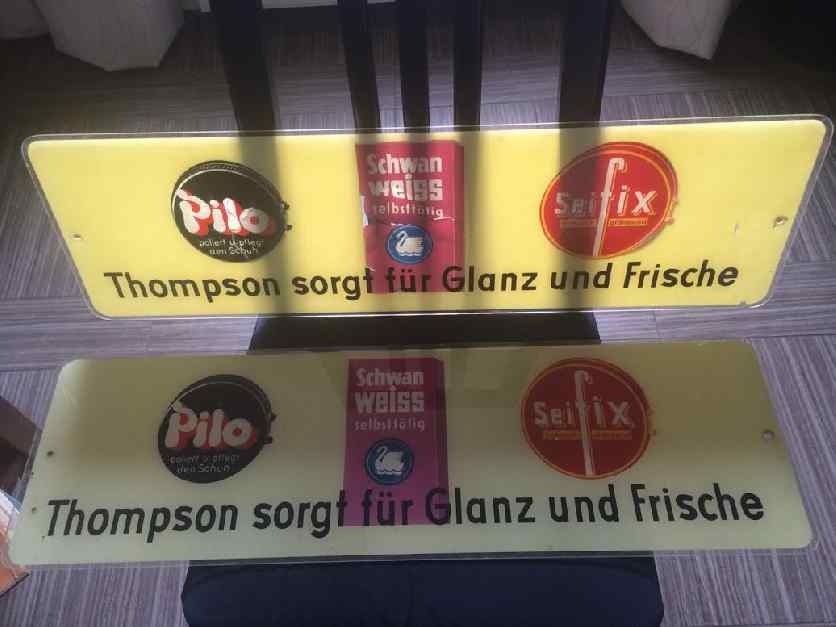 Pilo
poliert u. pflegt
den Schuh
Schwan
weiss
selbsttätig
Seifix
Thompson sorgt für Glanz und Frische
Pilo
poliert u. pflegt
den Schuh
Schwan
weiss
selbsttätig
Seifix
Thompson sorgt für Glanz und Frische